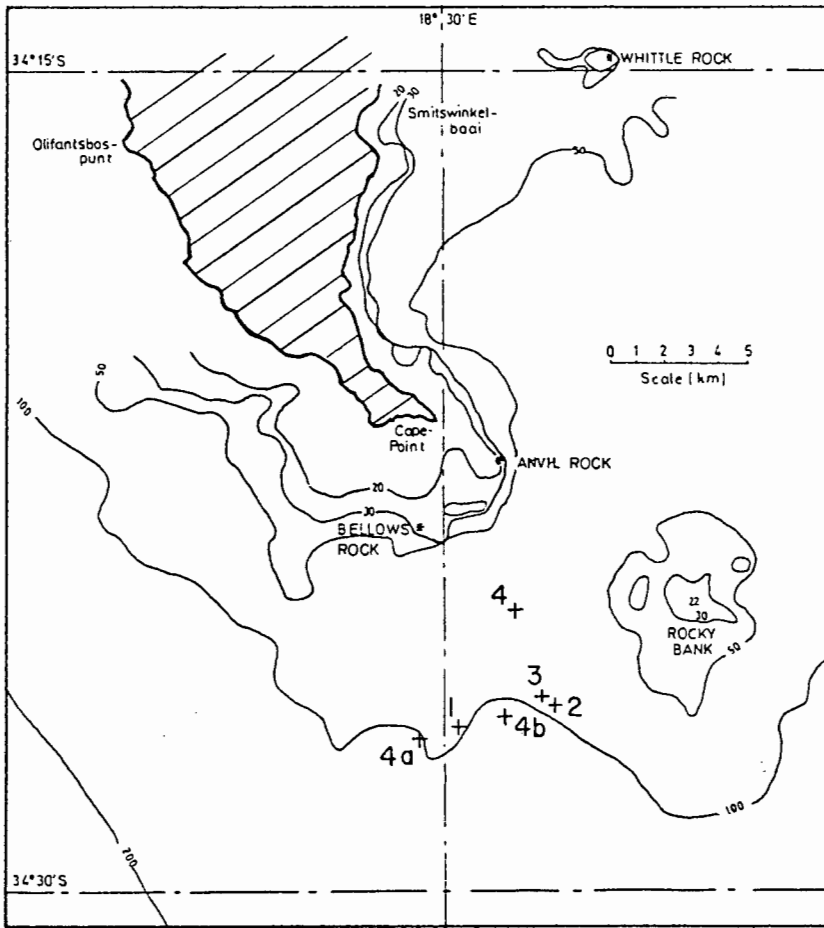 18° 30'E
34°15'S
WHITTLE ROCK
20
30
Smitswinkel-
baai
Olifantsbos-
punt
50
0 1 2 3 4 5
Scale (km)
50
100
Cape-
Point
ANVIL ROCK
20
30
BELLOWS
ROCK
4
22
30
ROCKY
BANK
50
3
2
1
4b
4a
100
200
34°30'S